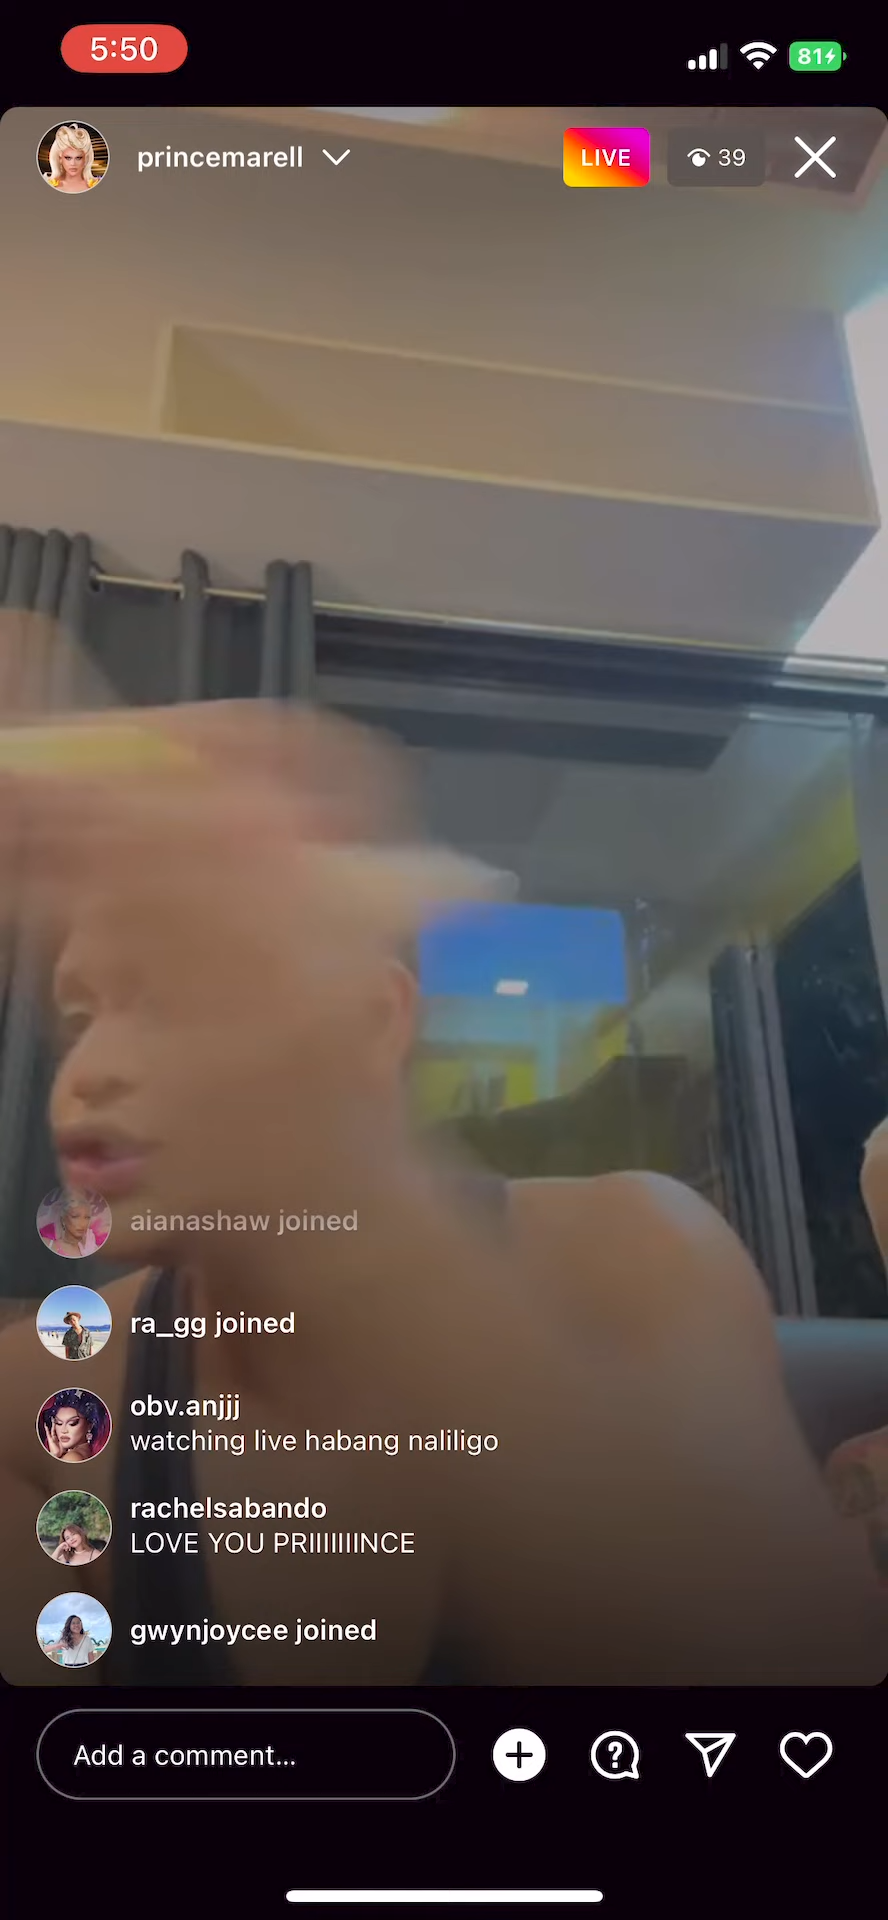 5:50
81
princemarell
LIVE
39
aianashaw joined
ra_gg joined
obv.anjjj
watching live habang naliligo
rachelsabando
LOVE YOU PRIIIIIIINCE
gwynjoycee joined
Add a comment...